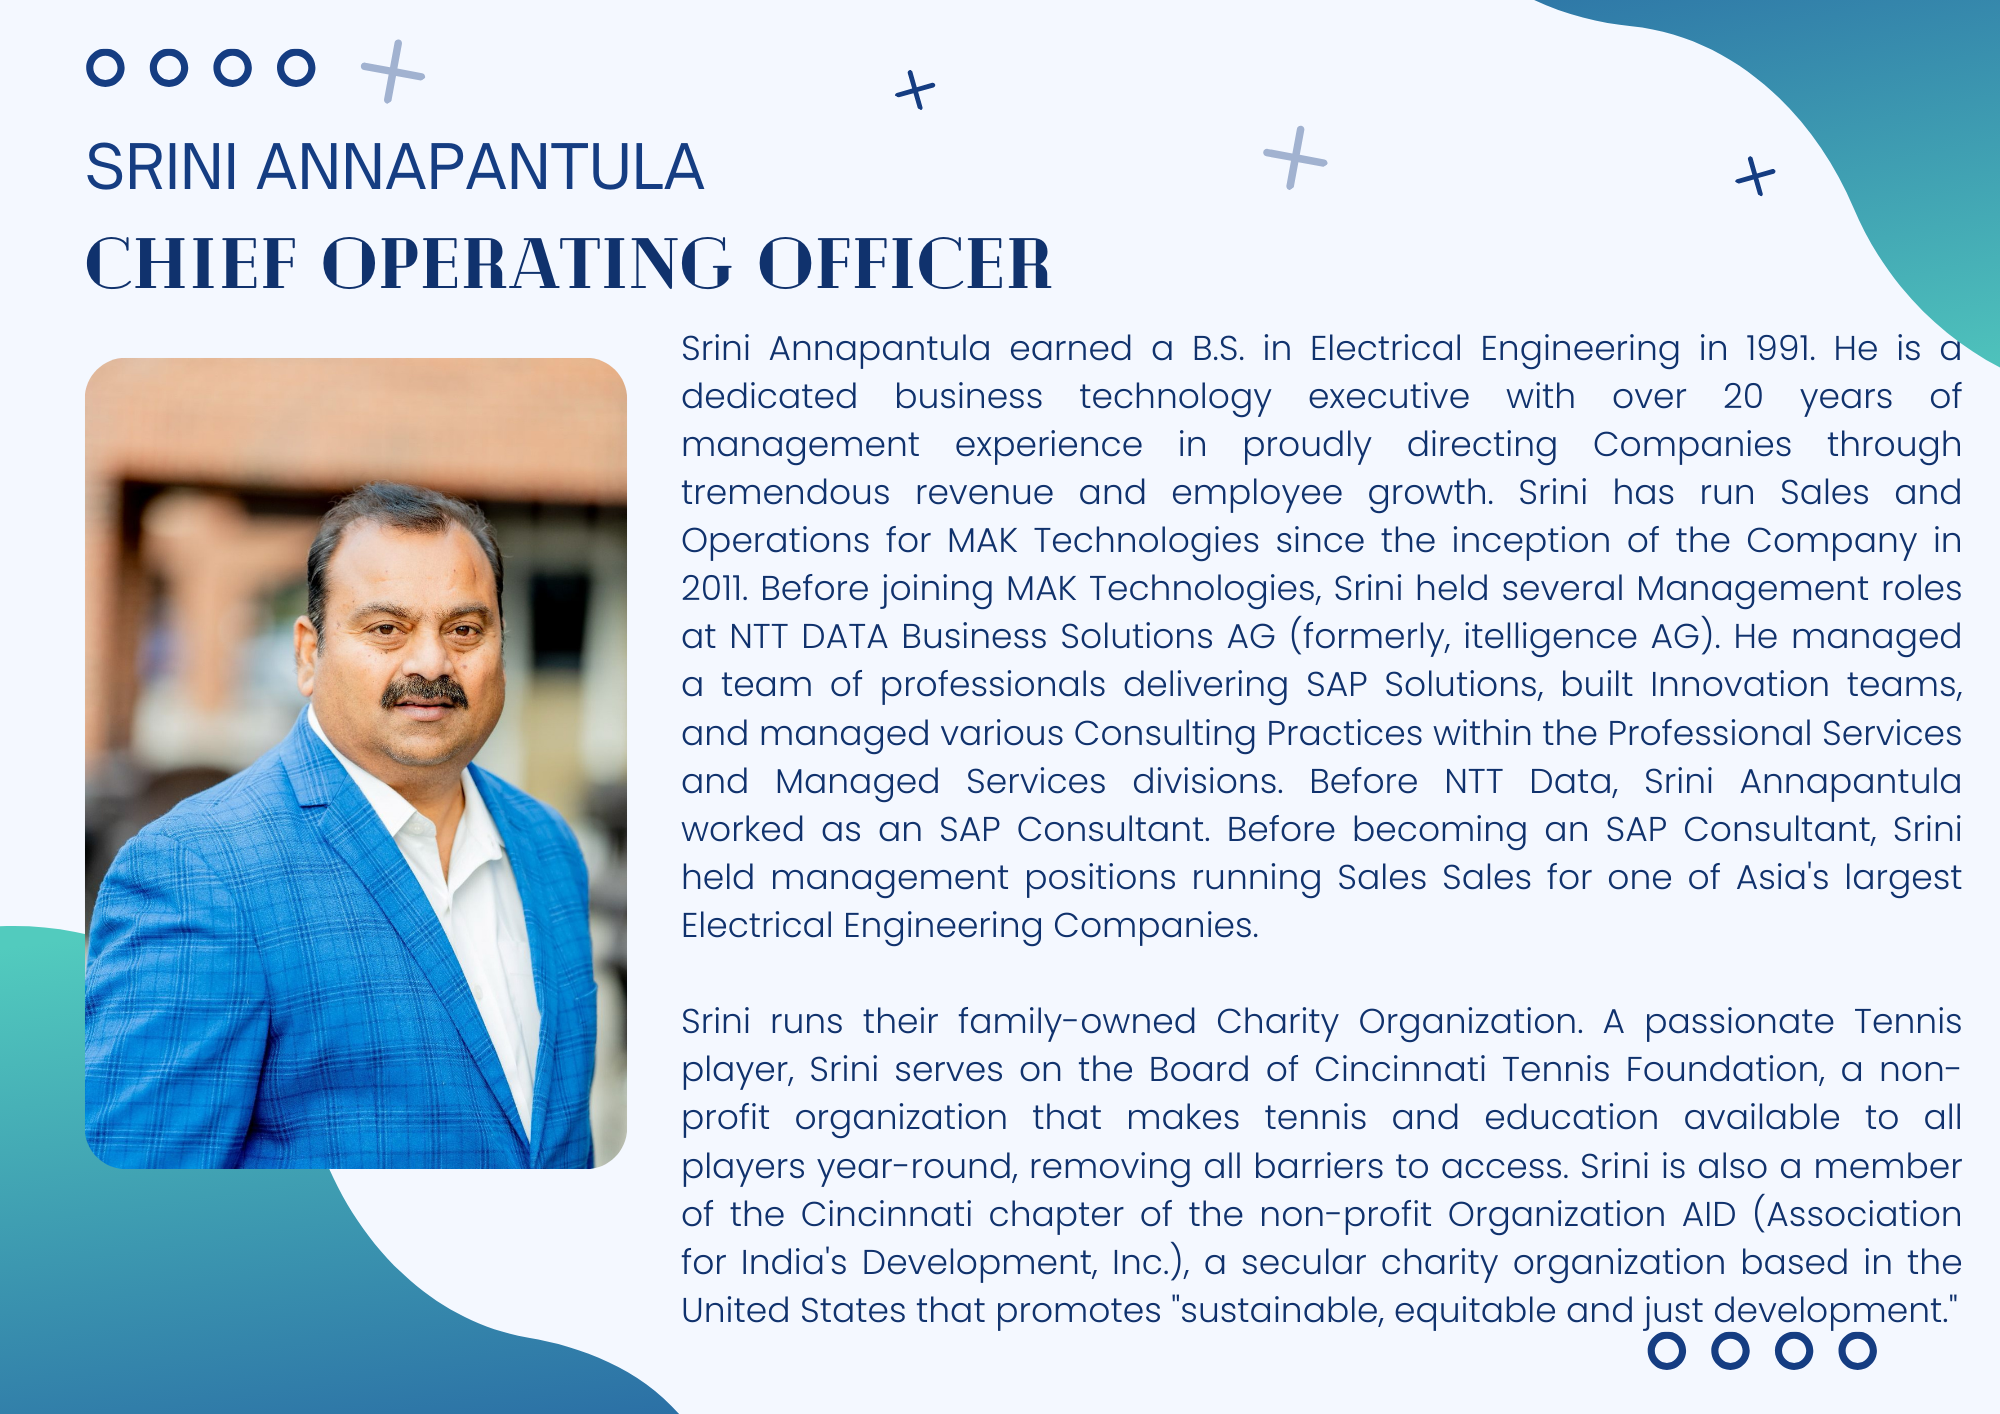 SRINI ANNAPANTULA
CHIEF OPERATING OFFICER
Srini Annapantula earned a B.S. in Electrical Engineering in 1991. He is a
dedicated business technology executive with over 20 years of
management experience in proudly directing Companies through
tremendous revenue and employee growth. Srini has run Sales and
Operations for MAK Technologies since the inception of the Company in
2011. Before joining MAK Technologies, Srini held several Management roles
at NTT DATA Business Solutions AG (formerly, itelligence AG). He managed
a team of professionals delivering SAP Solutions, built Innovation teams,
and managed various Consulting Practices within the Professional Services
and Managed Services divisions. Before NTT Data, Srini Annapantula
worked as an SAP Consultant. Before becoming an SAP Consultant, Srini
held management positions running Sales Sales for one of Asia's largest
Electrical Engineering Companies.
Srini runs their family-owned Charity Organization. A passionate Tennis
player, Srini serves on the Board of Cincinnati Tennis Foundation, a non-
profit organization that makes tennis and education available to all
players year-round, removing all barriers to access. Srini is also a member
of the Cincinnati chapter of the non-profit Organization AID (Association
for India's Development, Inc.), a secular charity organization based in the
United States that promotes "sustainable, equitable and just development."